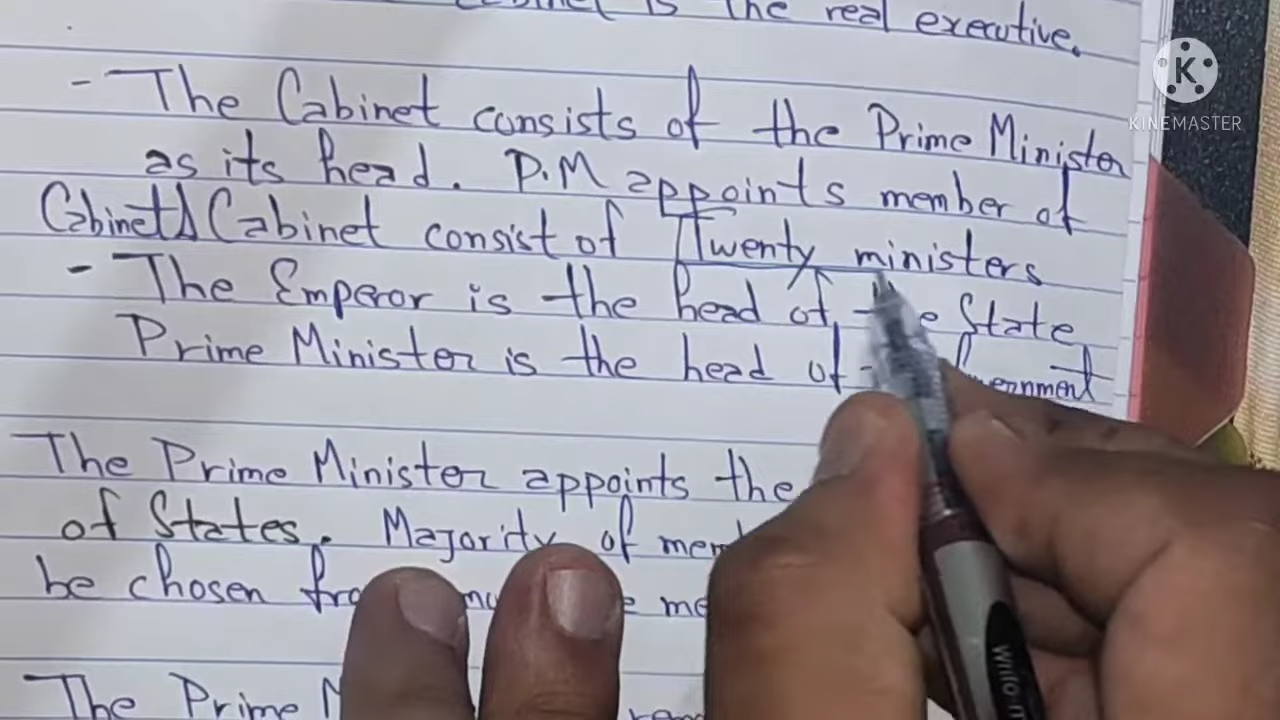 Cabinet is the real executive.
- The Cabinet consists of the Prime Minister
as its head. P.M appoints member of
Cabinet. Cabinet consist of Twenty ministers
- The Emperor is the head of the State,
Prime Minister is the head of
The Prime Minister appoints the
of States. Majority of
be chosen
The Prime
K
KINEMASTER
Writo